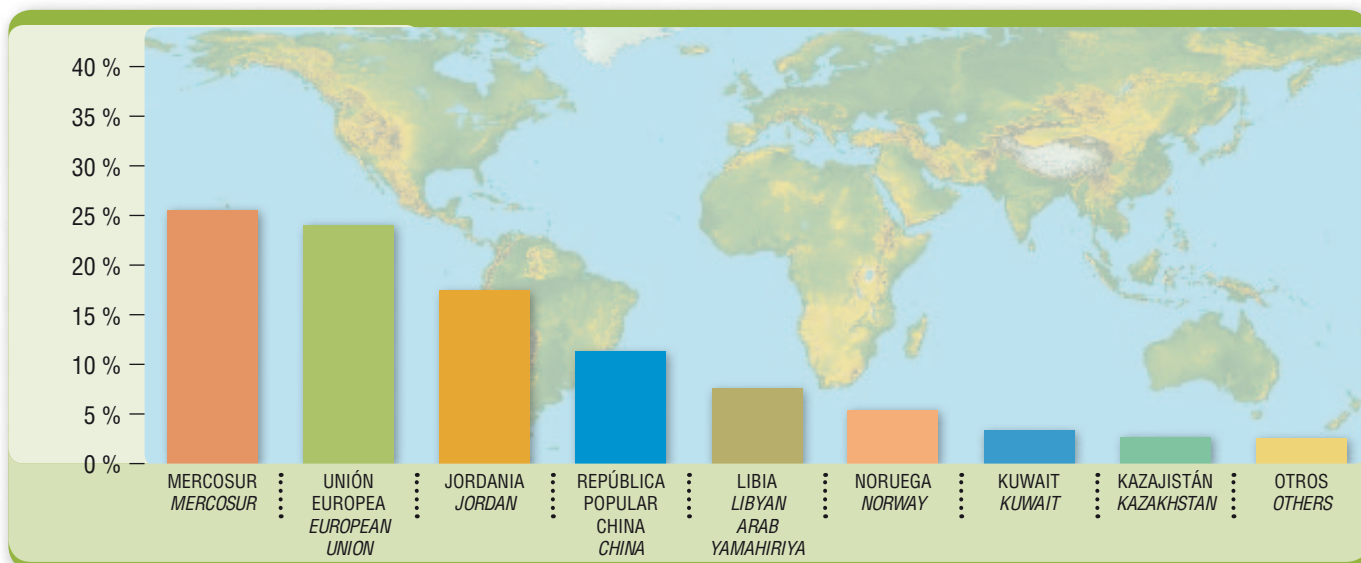 40 %
35 %
30 %
25 %
20 %
15 %
10 %
5 %
0 %
MERCOSUR
MERCOSUR
UNIÓN
EUROPEA
EUROPEAN
UNION
JORDANIA
JORDAN
REPÚBLICA
POPULAR
CHINA
CHINA
LIBIA
LIBYAN
ARAB
YAMAHIRIYA
NORUEGA
NORWAY
KUWAIT
KUWAIT
KAZAJISTÁN
KAZAKHSTAN
OTROS
OTHERS